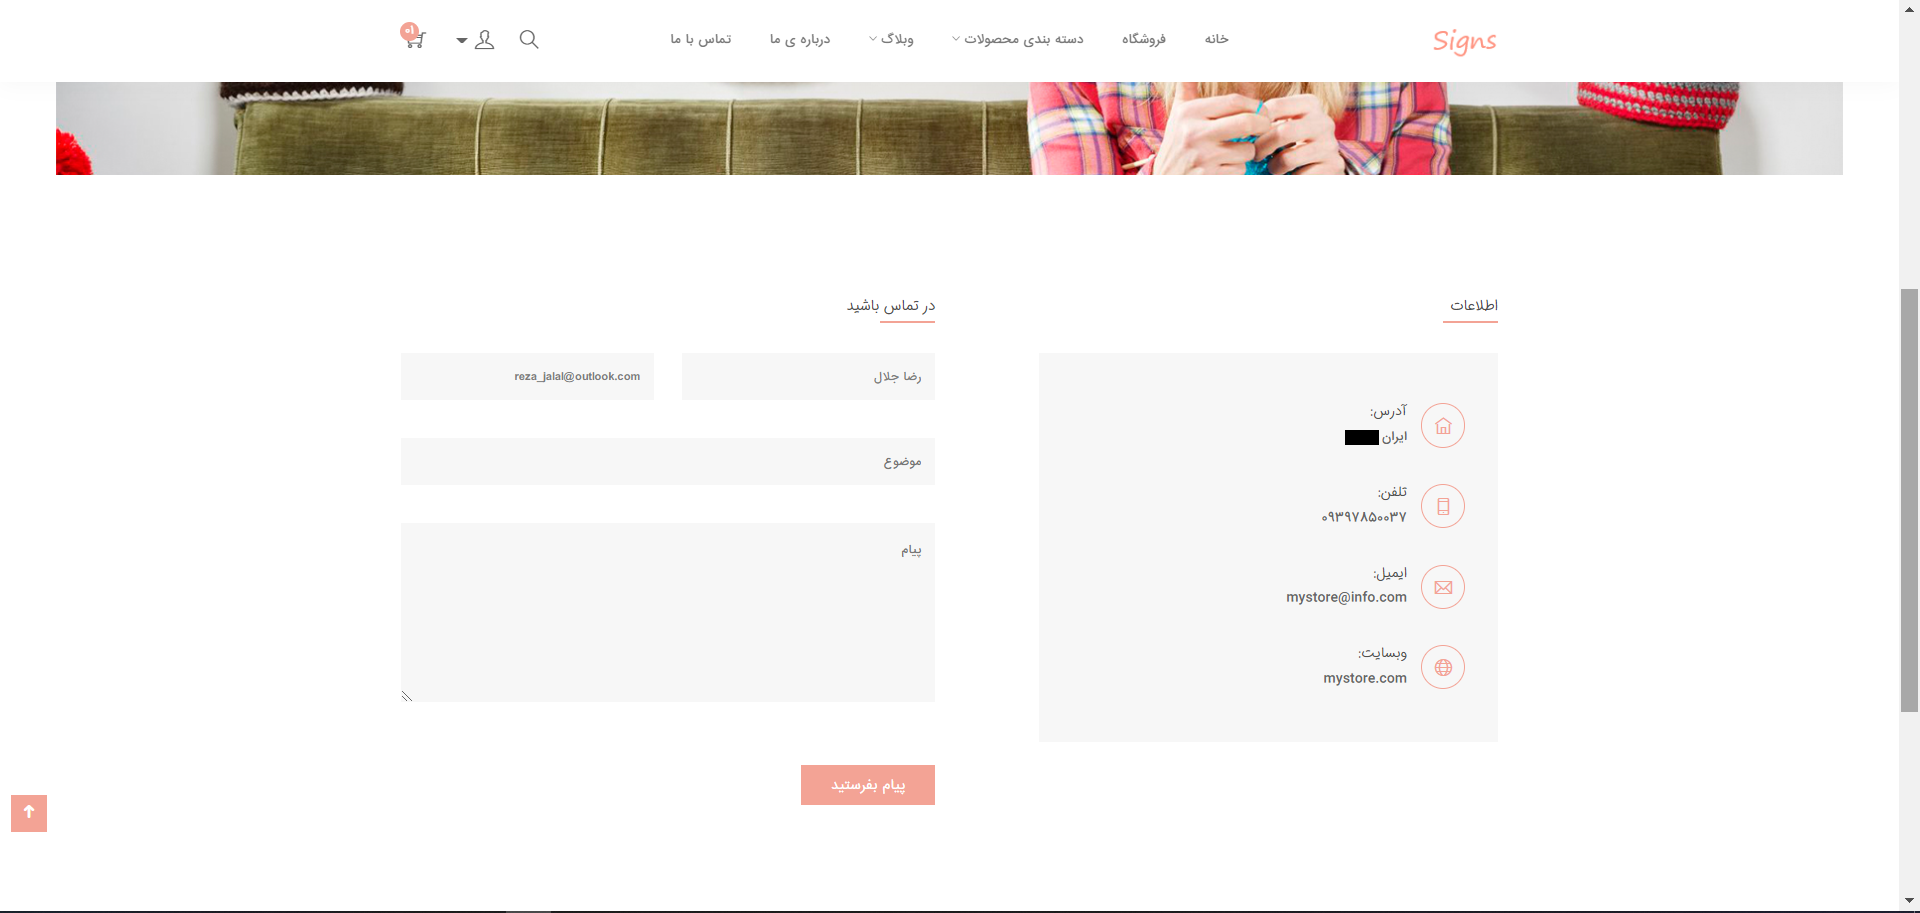 Signs
خانه
فروشگاه
دسته بندی محصولات
وبلاگ
درباره ی ما
تماس با ما
۰۱
اطلاعات
آدرس:
ایران
تلفن:
۰۹۳۹۷۸۵۰۰۳۷
ایمیل:
mystore@info.com
وبسایت:
mystore.com
در تماس باشید
رضا جلال
reza_jalal@outlook.com
موضوع
پیام
پیام بفرستید